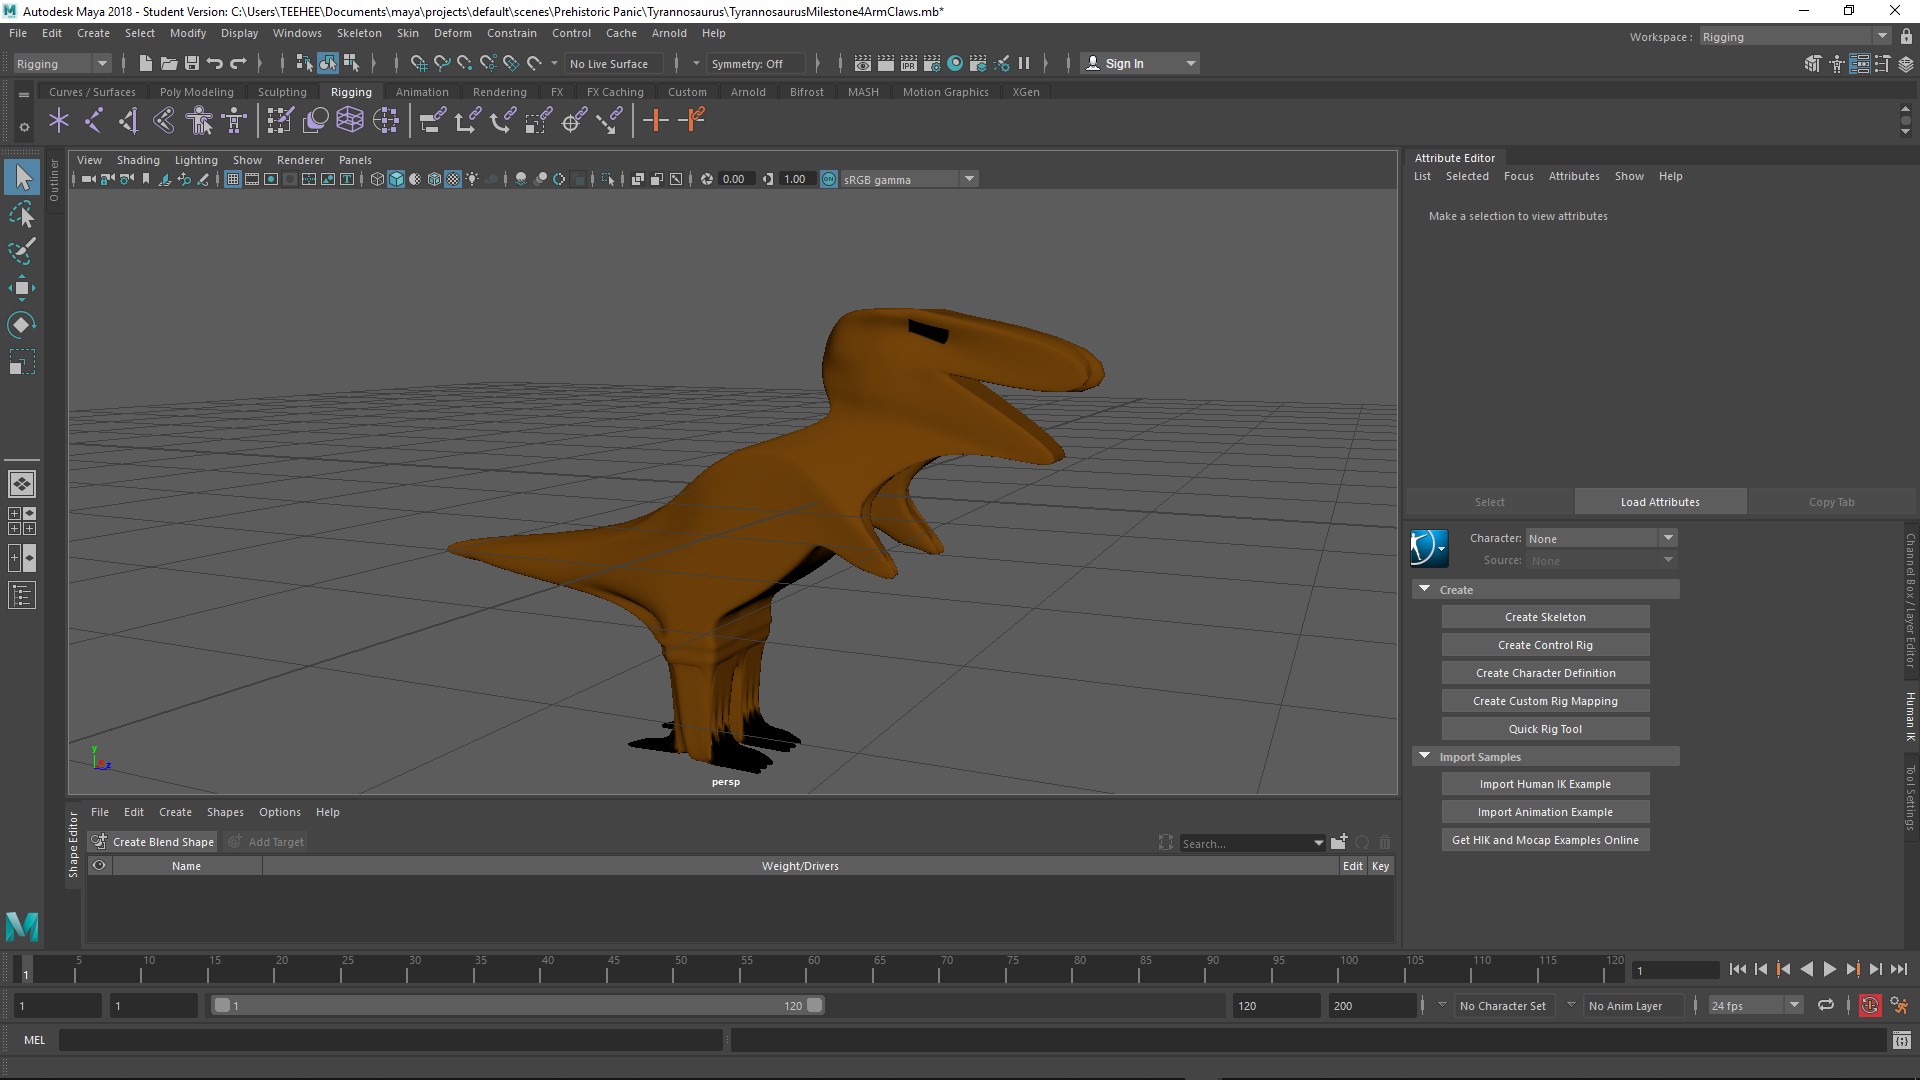 Autodesk Maya 2018 - Student Version: C:\Users\TEEHEE\Documents\maya\projects\default\scenes\Prehistoric Panic\Tyrannosaurus\TyrannosaurusMilestone4ArmClaws.mb*
File Edit Create Select Modify Display Windows Skeleton Skin Deform Constrain Control Cache Arnold Help
Workspace : Rigging
Rigging No Live Surface Symmetry: Off IPR Sign In
Curves / Surfaces Poly Modeling Sculpting Rigging Animation Rendering FX FX Caching Custom Arnold Bifrost MASH Motion Graphics XGen
Outliner
View Shading Lighting Show Renderer Panels
0.00 1.00 ON sRGB gamma
Attribute Editor
List Selected Focus Attributes Show Help
Make a selection to view attributes
Select Load Attributes Copy Tab
Character: None
Source: None
Create
Create Skeleton
Create Control Rig
Create Character Definition
Create Custom Rig Mapping
Quick Rig Tool
Import Samples
Import Human IK Example
Import Animation Example
Get HIK and Mocap Examples Online
Channel Box / Layer Editor
Human IK
Tool Settings
y
z
persp
Shape Editor
File Edit Create Shapes Options Help
Create Blend Shape Add Target Search...
Name Weight/Drivers Edit Key
1 5 10 15 20 25 30 35 40 45 50 55 60 65 70 75 80 85 90 95 100 105 110 115 120 1
1 1 1 120 120 200 No Character Set No Anim Layer 24 fps
MEL